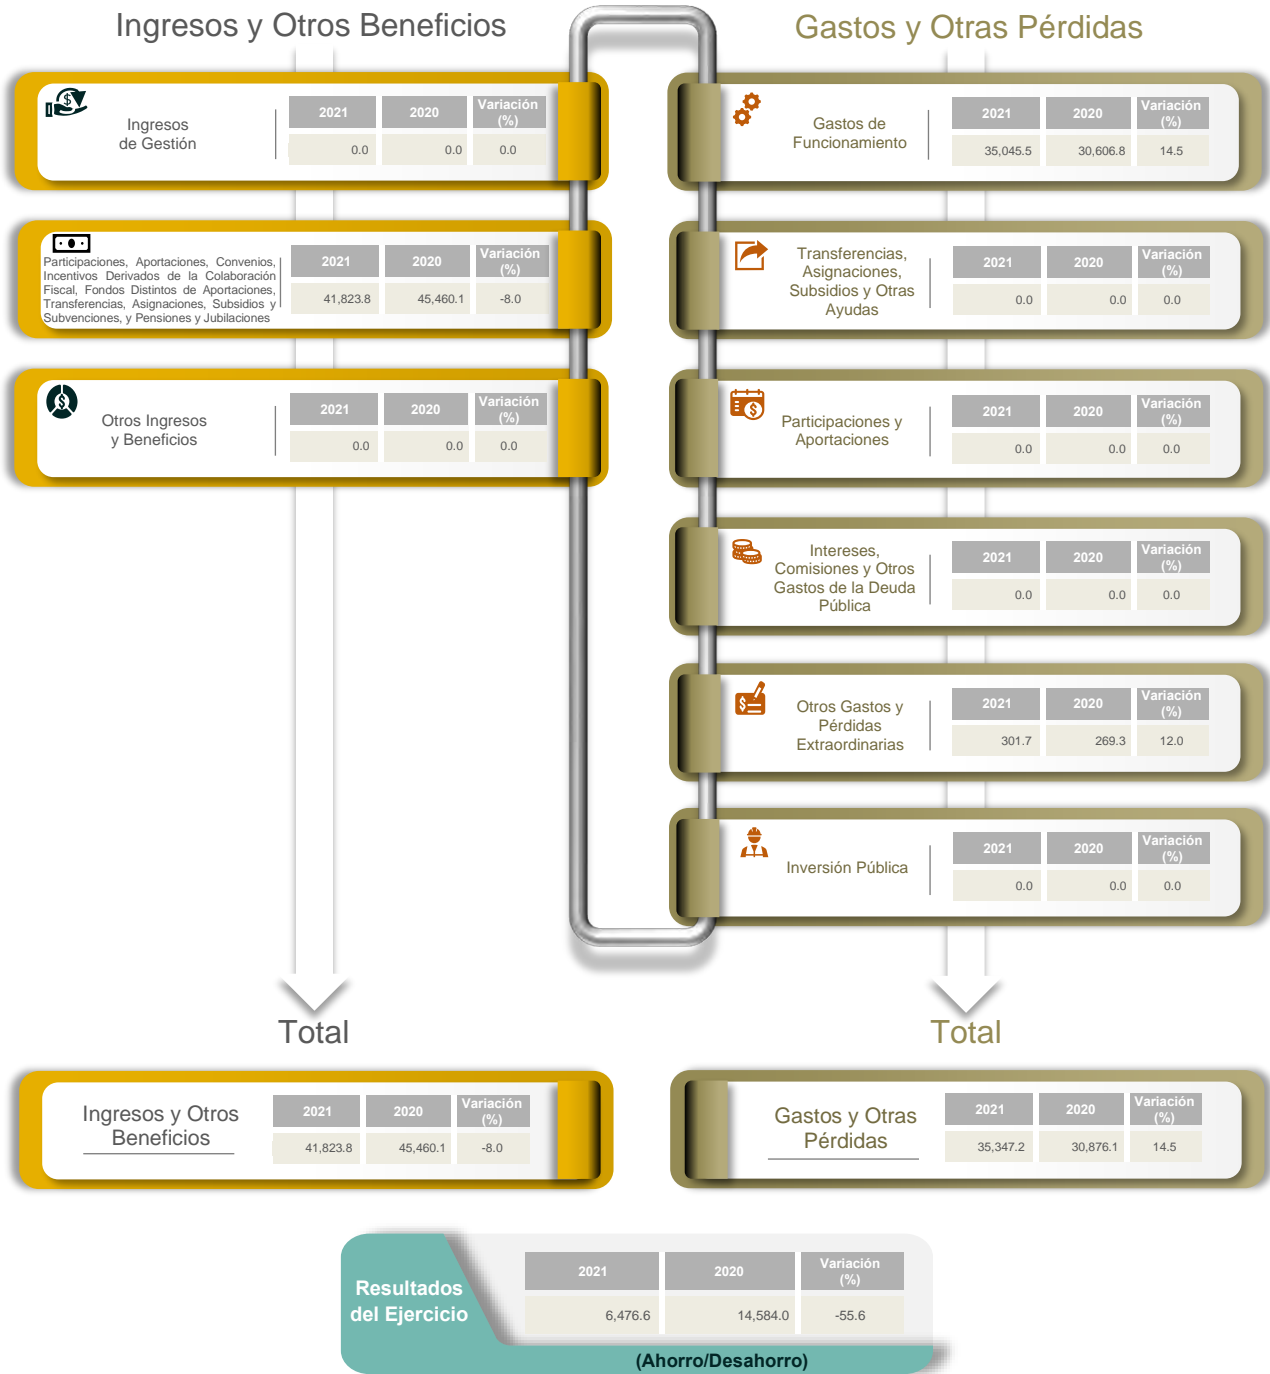 Ingresos y Otros Beneficios
Ingresos
de Gestión
2021 2020 Variación
(%)
0.0 0.0 0.0
Participaciones, Aportaciones, Convenios,
Incentivos Derivados de la Colaboración
Fiscal, Fondos Distintos de Aportaciones,
Transferencias, Asignaciones, Subsidios y
Subvenciones, y Pensiones y Jubilaciones
2021 2020 Variación
(%)
41,823.8 45,460.1 -8.0
Otros Ingresos
y Beneficios
2021 2020 Variación
(%)
0.0 0.0 0.0
Total
Ingresos y Otros
Beneficios
2021 2020 Variación
(%)
41,823.8 45,460.1 -8.0
Gastos y Otras Pérdidas
Gastos de
Funcionamiento
2021 2020 Variación
(%)
35,045.5 30,606.8 14.5
Transferencias,
Asignaciones,
Subsidios y Otras
Ayudas
2021 2020 Variación
(%)
0.0 0.0 0.0
Participaciones y
Aportaciones
2021 2020 Variación
(%)
0.0 0.0 0.0
Intereses,
Comisiones y Otros
Gastos de la Deuda
Pública
2021 2020 Variación
(%)
0.0 0.0 0.0
Otros Gastos y
Pérdidas
Extraordinarias
2021 2020 Variación
(%)
301.7 269.3 12.0
Inversión Pública
2021 2020 Variación
(%)
0.0 0.0 0.0
Total
Gastos y Otras
Pérdidas
2021 2020 Variación
(%)
35,347.2 30,876.1 14.5
Resultados
del Ejercicio
2021 2020 Variación
(%)
6,476.6 14,584.0 -55.6
(Ahorro/Desahorro)